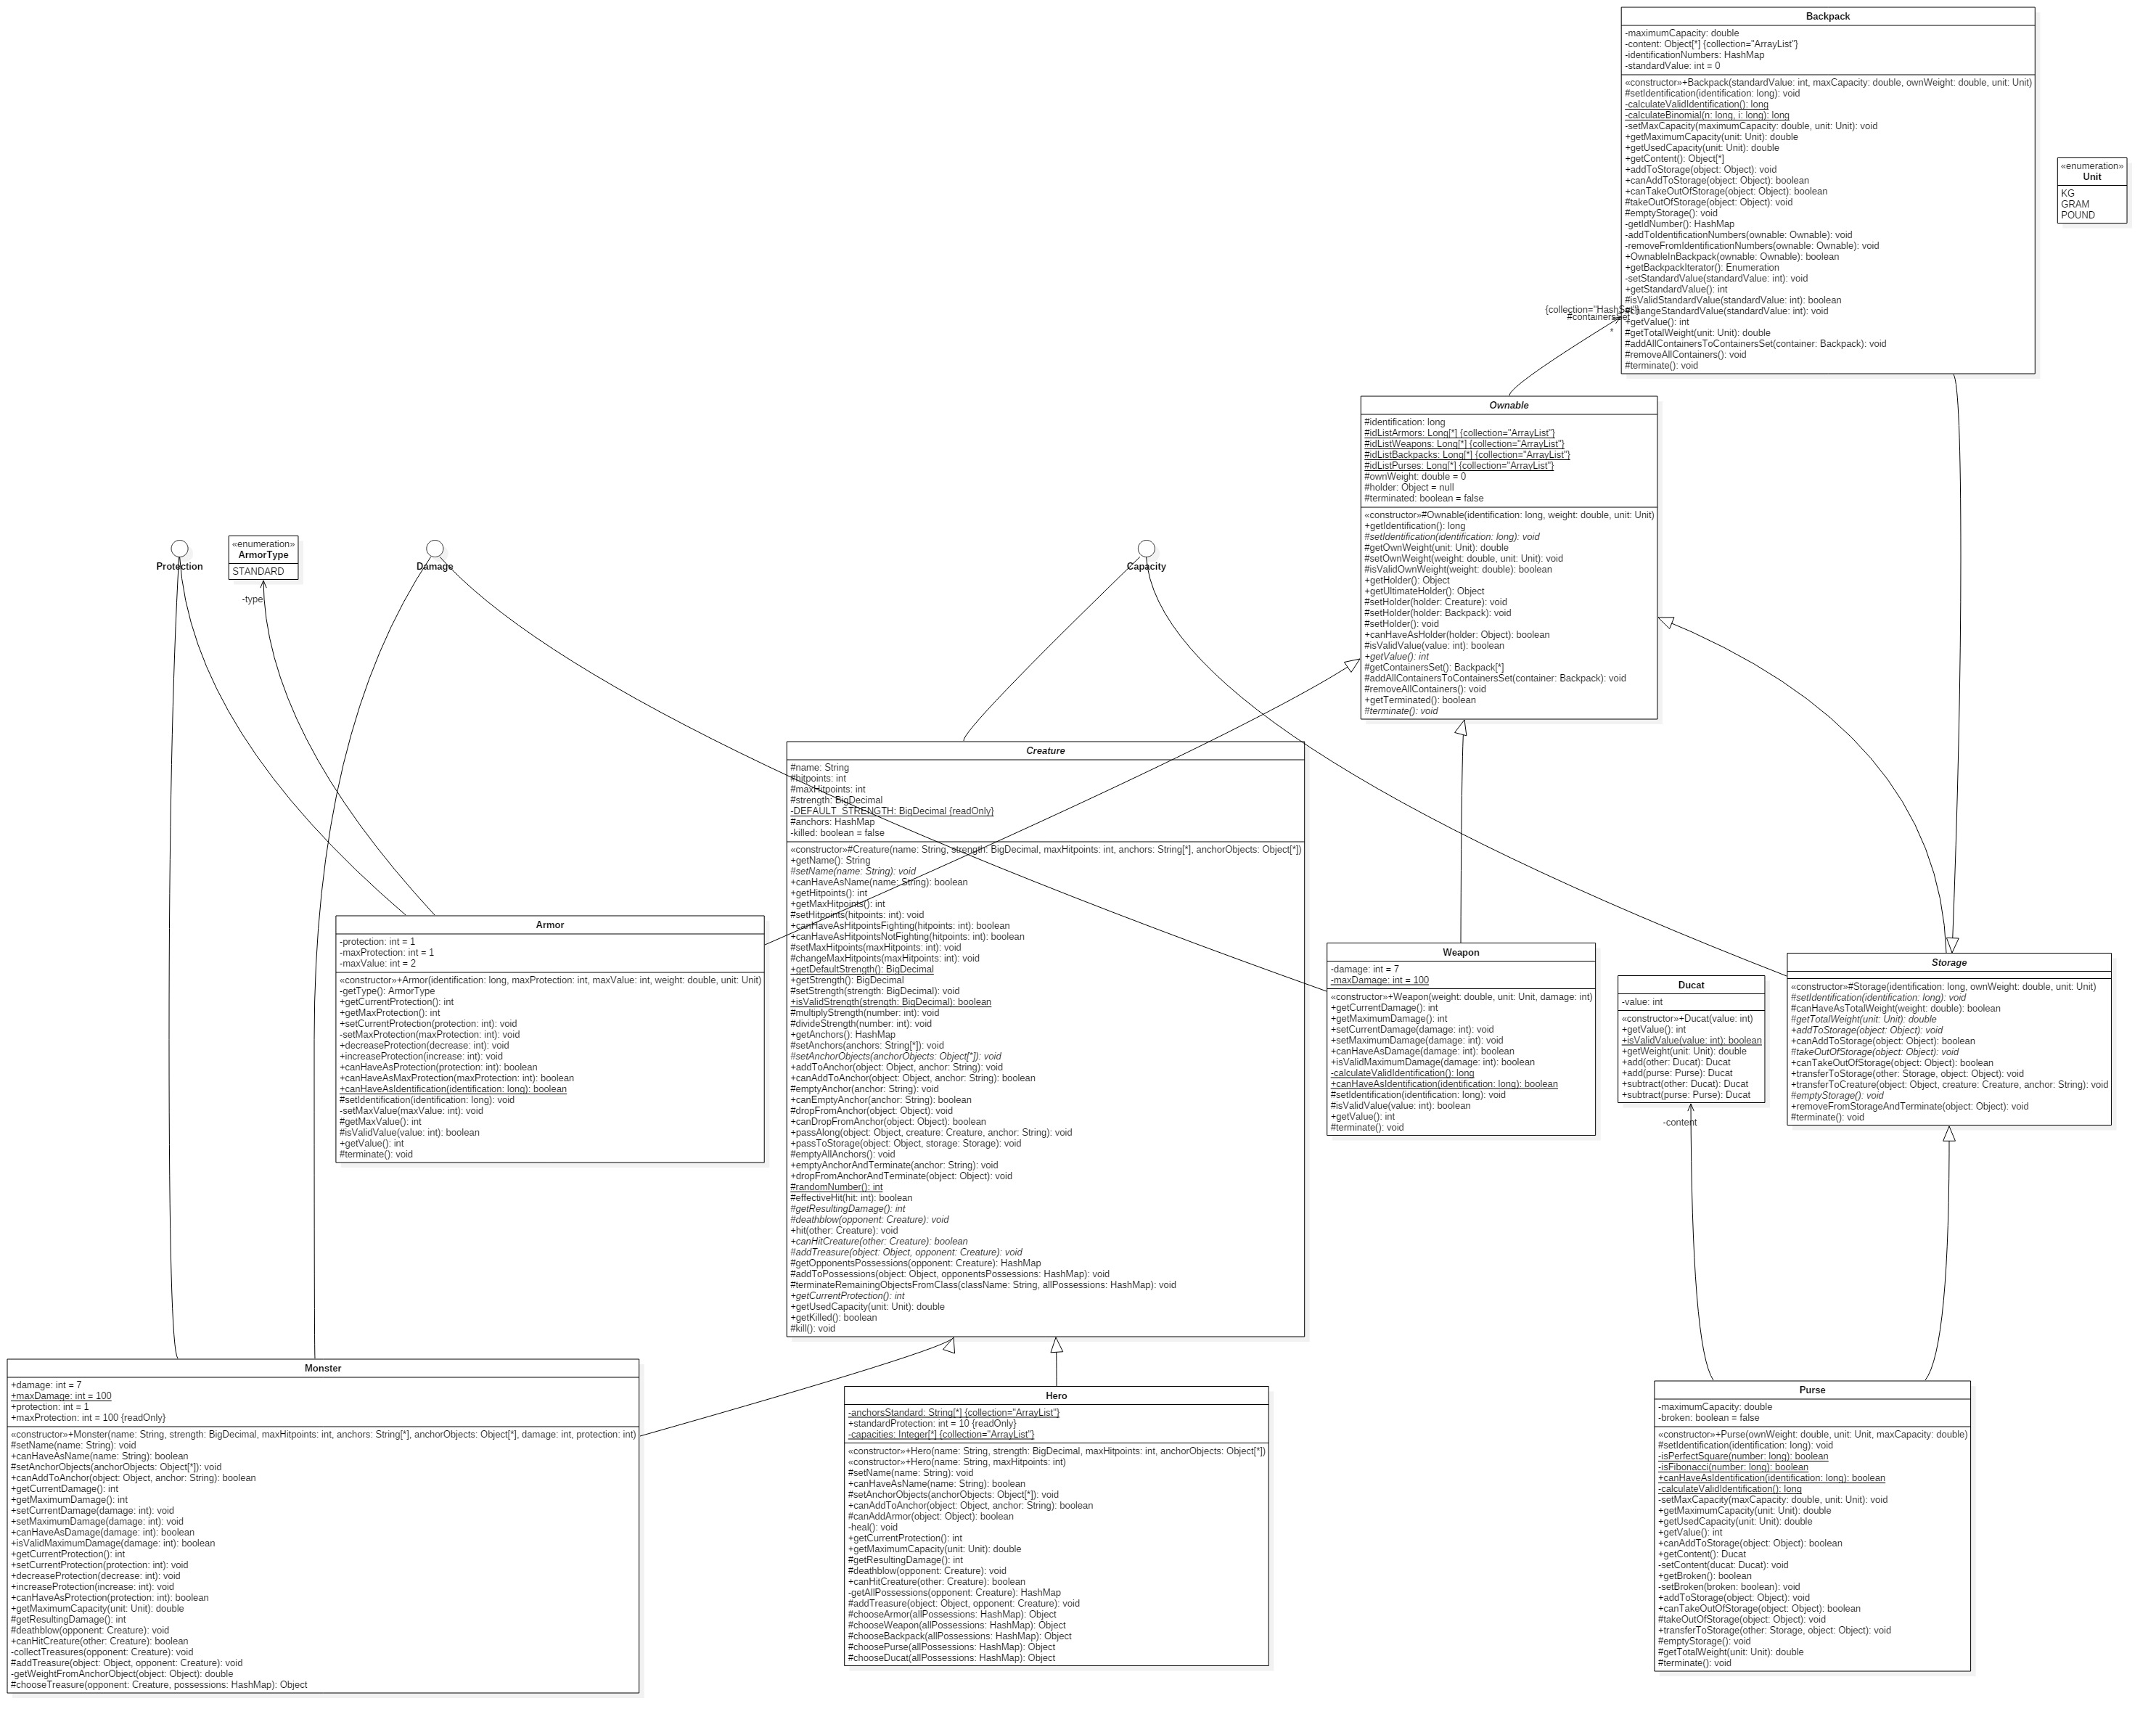 Backpack
-maximumCapacity: double
-content: Object[*] {collection="ArrayList"}
-identificationNumbers: HashMap
-standardValue: int = 0
«constructor»+Backpack(standardValue: int, maxCapacity: double, ownWeight: double, unit: Unit)
#setIdentification(identification: long): void
-calculateValidIdentification(): long
-calculateBinomial(n: long, i: long): long
-setMaxCapacity(maximumCapacity: double, unit: Unit): void
+getMaximumCapacity(unit: Unit): double
+getUsedCapacity(unit: Unit): double
+getContent(): Object[*]
+addToStorage(object: Object): void
+canAddToStorage(object: Object): boolean
+canTakeOutOfStorage(object: Object): boolean
#takeOutOfStorage(object: Object): void
#emptyStorage(): void
-getIdNumber(): HashMap
-addToIdentificationNumbers(ownable: Ownable): void
-removeFromIdentificationNumbers(ownable: Ownable): void
+OwnableInBackpack(ownable: Ownable): boolean
+getBackpackIterator(): Enumeration
-setStandardValue(standardValue: int): void
+getStandardValue(): int
#isValidStandardValue(standardValue: int): boolean
#changeStandardValue(standardValue: int): void
+getValue(): int
#getTotalWeight(unit: Unit): double
#addAllContainersToContainersSet(container: Backpack): void
#removeAllContainers(): void
#terminate(): void
«enumeration»
Unit
KG
GRAM
POUND
{collection="HashSet"}
#containersSet
*
Ownable
#identification: long
#idListArmors: Long[*] {collection="ArrayList"}
#idListWeapons: Long[*] {collection="ArrayList"}
#idListBackpacks: Long[*] {collection="ArrayList"}
#idListPurses: Long[*] {collection="ArrayList"}
#ownWeight: double = 0
#holder: Object = null
#terminated: boolean = false
«constructor»#Ownable(identification: long, weight: double, unit: Unit)
+getIdentification(): long
#setIdentification(identification: long): void
#getOwnWeight(unit: Unit): double
#setOwnWeight(weight: double, unit: Unit): void
#isValidOwnWeight(weight: double): boolean
+getHolder(): Object
+getUltimateHolder(): Object
#setHolder(holder: Creature): void
#setHolder(holder: Backpack): void
#setHolder(): void
+canHaveAsHolder(holder: Object): boolean
#isValidValue(value: int): boolean
+getValue(): int
#getContainersSet(): Backpack[*]
#addAllContainersToContainersSet(container: Backpack): void
#removeAllContainers(): void
+getTerminated(): boolean
#terminate(): void
Protection
«enumeration»
ArmorType
STANDARD
-type
Damage
Capacity
Creature
#name: String
#hitpoints: int
#maxHitpoints: int
#strength: BigDecimal
-DEFAULT_STRENGTH: BigDecimal {readOnly}
#anchors: HashMap
-killed: boolean = false
«constructor»#Creature(name: String, strength: BigDecimal, maxHitpoints: int, anchors: String[*], anchorObjects: Object[*])
+getName(): String
#setName(name: String): void
+canHaveAsName(name: String): boolean
+getHitpoints(): int
+getMaxHitpoints(): int
#setHitpoints(hitpoints: int): void
+canHaveAsHitpointsFighting(hitpoints: int): boolean
+canHaveAsHitpointsNotFighting(hitpoints: int): boolean
#setMaxHitpoints(maxHitpoints: int): void
#changeMaxHitpoints(maxHitpoints: int): void
+getDefaultStrength(): BigDecimal
+getStrength(): BigDecimal
#setStrength(strength: BigDecimal): void
+isValidStrength(strength: BigDecimal): boolean
#multiplyStrength(number: int): void
#divideStrength(number: int): void
+getAnchors(): HashMap
#setAnchors(anchors: String[*]): void
#setAnchorObjects(anchorObjects: Object[*]): void
+addToAnchor(object: Object, anchor: String): void
+canAddToAnchor(object: Object, anchor: String): boolean
#emptyAnchor(anchor: String): void
+canEmptyAnchor(anchor: String): boolean
#dropFromAnchor(object: Object): void
+canDropFromAnchor(object: Object): boolean
+passAlong(object: Object, creature: Creature, anchor: String): void
+passToStorage(object: Object, storage: Storage): void
#emptyAllAnchors(): void
+emptyAnchorAndTerminate(anchor: String): void
+dropFromAnchorAndTerminate(object: Object): void
#randomNumber(): int
#effectiveHit(hit: int): boolean
#getResultingDamage(): int
#deathblow(opponent: Creature): void
+hit(other: Creature): void
+canHitCreature(other: Creature): boolean
#addTreasure(object: Object, opponent: Creature): void
#getOpponentsPossessions(opponent: Creature): HashMap
#addToPossessions(object: Object, opponentsPossessions: HashMap): void
#terminateRemainingObjectsFromClass(className: String, allPossessions: HashMap): void
+getCurrentProtection(): int
+getUsedCapacity(unit: Unit): double
+getKilled(): boolean
#kill(): void
Armor
-protection: int = 1
-maxProtection: int = 1
-maxValue: int = 2
«constructor»+Armor(identification: long, maxProtection: int, maxValue: int, weight: double, unit: Unit)
-getType(): ArmorType
+getCurrentProtection(): int
+getMaxProtection(): int
+setCurrentProtection(protection: int): void
-setMaxProtection(maxProtection: int): void
+decreaseProtection(decrease: int): void
+increaseProtection(increase: int): void
+canHaveAsProtection(protection: int): boolean
+canHaveAsMaxProtection(maxProtection: int): boolean
+canHaveAsIdentification(identification: long): boolean
#setIdentification(identification: long): void
-setMaxValue(maxValue: int): void
#getMaxValue(): int
#isValidValue(value: int): boolean
+getValue(): int
#terminate(): void
Weapon
-damage: int = 7
-maxDamage: int = 100
«constructor»+Weapon(weight: double, unit: Unit, damage: int)
+getCurrentDamage(): int
+getMaximumDamage(): int
+setCurrentDamage(damage: int): void
+setMaximumDamage(damage: int): void
+canHaveAsDamage(damage: int): boolean
+isValidMaximumDamage(damage: int): boolean
-calculateValidIdentification(): long
+canHaveAsIdentification(identification: long): boolean
#setIdentification(identification: long): void
#isValidValue(value: int): boolean
+getValue(): int
#terminate(): void
Ducat
-value: int
«constructor»+Ducat(value: int)
+getValue(): int
+isValidValue(value: int): boolean
+getWeight(unit: Unit): double
+add(other: Ducat): Ducat
+add(purse: Purse): Ducat
+subtract(other: Ducat): Ducat
+subtract(purse: Purse): Ducat
-content
Storage
«constructor»#Storage(identification: long, ownWeight: double, unit: Unit)
#setIdentification(identification: long): void
#canHaveAsTotalWeight(weight: double): boolean
#getTotalWeight(unit: Unit): double
+addToStorage(object: Object): void
+canAddToStorage(object: Object): boolean
#takeOutOfStorage(object: Object): void
+canTakeOutOfStorage(object: Object): boolean
+transferToStorage(other: Storage, object: Object): void
+transferToCreature(object: Object, creature: Creature, anchor: String): void
#emptyStorage(): void
+removeFromStorageAndTerminate(object: Object): void
#terminate(): void
Monster
+damage: int = 7
+maxDamage: int = 100
+protection: int = 1
+maxProtection: int = 100 {readOnly}
«constructor»+Monster(name: String, strength: BigDecimal, maxHitpoints: int, anchors: String[*], anchorObjects: Object[*], damage: int, protection: int)
#setName(name: String): void
+canHaveAsName(name: String): boolean
#setAnchorObjects(anchorObjects: Object[*]): void
+canAddToAnchor(object: Object, anchor: String): boolean
+getCurrentDamage(): int
+getMaximumDamage(): int
+setCurrentDamage(damage: int): void
+setMaximumDamage(damage: int): void
+canHaveAsDamage(damage: int): boolean
+isValidMaximumDamage(damage: int): boolean
+getCurrentProtection(): int
+setCurrentProtection(protection: int): void
+decreaseProtection(decrease: int): void
+increaseProtection(increase: int): void
+canHaveAsProtection(protection: int): boolean
+getMaximumCapacity(unit: Unit): double
#getResultingDamage(): int
#deathblow(opponent: Creature): void
+canHitCreature(other: Creature): boolean
-collectTreasures(opponent: Creature): void
#addTreasure(object: Object, opponent: Creature): void
-getWeightFromAnchorObject(object: Object): double
#chooseTreasure(opponent: Creature, possessions: HashMap): Object
Hero
-anchorsStandard: String[*] {collection="ArrayList"}
+standardProtection: int = 10 {readOnly}
-capacities: Integer[*] {collection="ArrayList"}
«constructor»+Hero(name: String, strength: BigDecimal, maxHitpoints: int, anchorObjects: Object[*])
«constructor»+Hero(name: String, maxHitpoints: int)
#setName(name: String): void
+canHaveAsName(name: String): boolean
#setAnchorObjects(anchorObjects: Object[*]): void
+canAddToAnchor(object: Object, anchor: String): boolean
#canAddArmor(object: Object): boolean
-heal(): void
+getCurrentProtection(): int
+getMaximumCapacity(unit: Unit): double
#getResultingDamage(): int
#deathblow(opponent: Creature): void
+canHitCreature(other: Creature): boolean
-getAllPossessions(opponent: Creature): HashMap
#addTreasure(object: Object, opponent: Creature): void
#chooseArmor(allPossessions: HashMap): Object
#chooseWeapon(allPossessions: HashMap): Object
#chooseBackpack(allPossessions: HashMap): Object
#choosePurse(allPossessions: HashMap): Object
#chooseDucat(allPossessions: HashMap): Object
Purse
-maximumCapacity: double
-broken: boolean = false
«constructor»+Purse(ownWeight: double, unit: Unit, maxCapacity: double)
#setIdentification(identification: long): void
-isPerfectSquare(number: long): boolean
-isFibonacci(number: long): boolean
+canHaveAsIdentification(identification: long): boolean
-calculateValidIdentification(): long
-setMaxCapacity(maxCapacity: double, unit: Unit): void
+getMaximumCapacity(unit: Unit): double
+getUsedCapacity(unit: Unit): double
+getValue(): int
+canAddToStorage(object: Object): boolean
+getContent(): Ducat
-setContent(ducat: Ducat): void
+getBroken(): boolean
-setBroken(broken: boolean): void
+addToStorage(object: Object): void
+canTakeOutOfStorage(object: Object): boolean
#takeOutOfStorage(object: Object): void
+transferToStorage(other: Storage, object: Object): void
#emptyStorage(): void
#getTotalWeight(unit: Unit): double
#terminate(): void